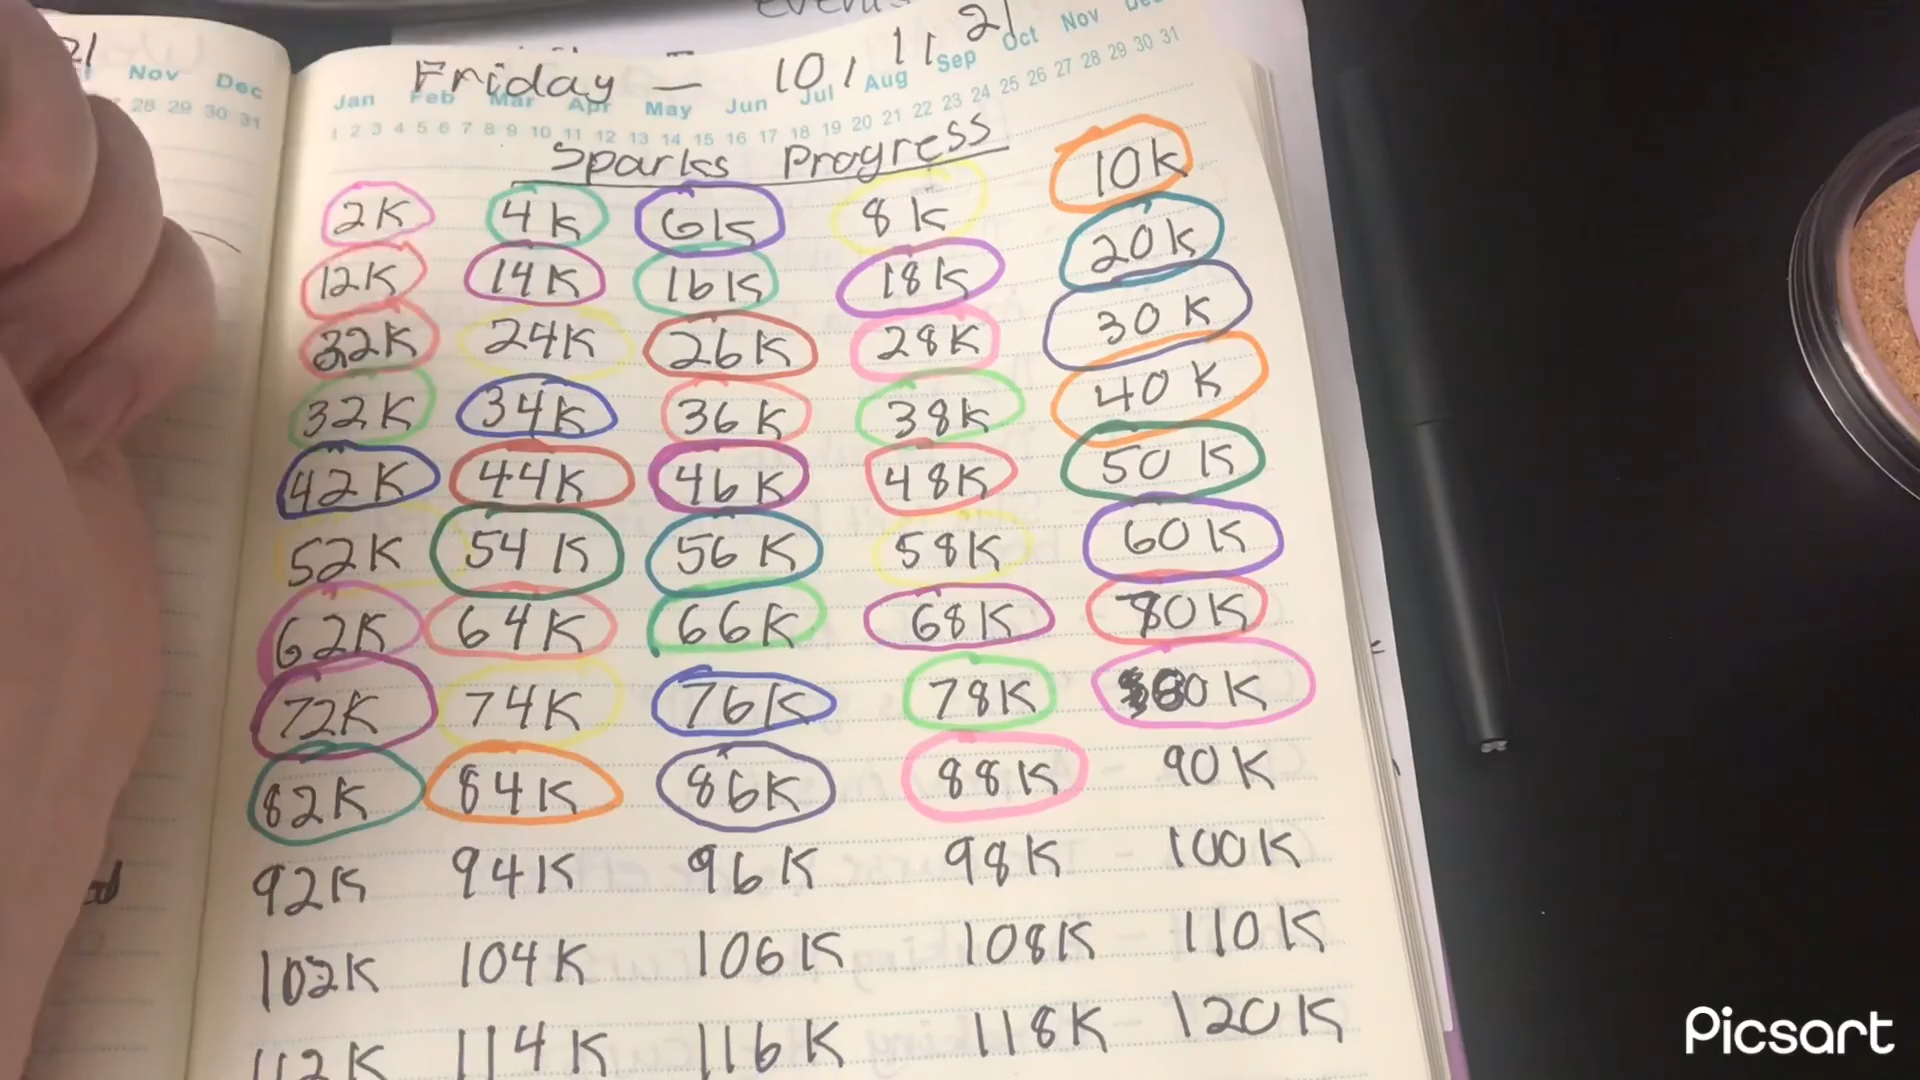 events
21
Nov Dec
28 29 30 31
Friday — 10/11/21
Jan Feb Mar Apr May Jun Jul Aug Sep Oct Nov Dec
1 2 3 4 5 6 7 8 9 10 11 12 13 14 15 16 17 18 19 20 21 22 23 24 25 26 27 28 29 30 31
Sparks Progress
2K 4K 6K 8K 10K
12K 14K 16K 18K 20K
22K 24K 26K 28K 30K
32K 34K 36K 38K 40K
42K 44K 46K 48K 50K
52K 54K 56K 58K 60K
62K 64K 66K 68K 70K
72K 74K 76K 78K 80K
82K 84K 86K 88K 90K
92K 94K 96K 98K 100K
102K 104K 106K 108K 110K
112K 114K 116K 118K 120K
Picsart